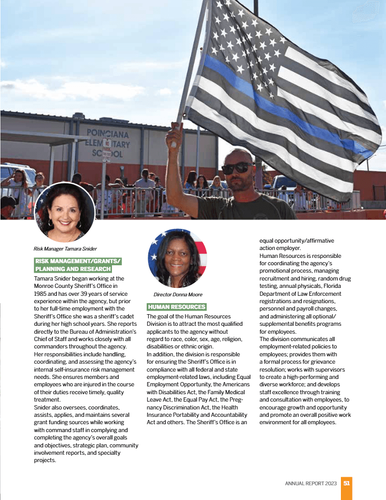 POINCIANA
ELEMENTARY
SCHOOL
Risk Manager Tamara Snider
RISK MANAGEMENT/GRANTS/
PLANNING AND RESEARCH
Tamara Snider began working at the
Monroe County Sheriff's Office in
1985 and has over 39 years of service
experience within the agency, but prior
to her full-time employment with the
Sheriff's Office she was a sheriff's cadet
during her high school years. She reports
directly to the Bureau of Administration's
Chief of Staff and works closely with all
commanders throughout the agency.
Her responsibilities include handling,
coordinating, and assessing the agency's
internal self-insurance risk management
needs. She ensures members and
employees who are injured in the course
of their duties receive timely, quality
treatment.
Snider also oversees, coordinates,
assists, applies, and maintains several
grant funding sources while working
with command staff in complying and
completing the agency's overall goals
and objectives, strategic plan, community
involvement reports, and specialty
projects.
Director Donna Moore
HUMAN RESOURCES
The goal of the Human Resources
Division is to attract the most qualified
applicants to the agency without
regard to race, color, sex, age, religion,
disabilities or ethnic origin.
In addition, the division is responsible
for ensuring the Sheriff's Office is in
compliance with all federal and state
employment-related laws, including Equal
Employment Opportunity, the Americans
with Disabilities Act, the Family Medical
Leave Act, the Equal Pay Act, the Preg-
nancy Discrimination Act, the Health
Insurance Portability and Accountability
Act and others. The Sheriff's Office is an
equal opportunity/affirmative
action employer.
Human Resources is responsible
for coordinating the agency's
promotional process, managing
recruitment and hiring, random drug
testing, annual physicals, Florida
Department of Law Enforcement
registrations and resignations,
personnel and payroll changes,
and administering all optional/
supplemental benefits programs
for employees.
The division communicates all
employment-related policies to
employees; provides them with
a formal process for grievance
resolution; works with supervisors
to create a high-performing and
diverse workforce; and develops
staff excellence through training
and consultation with employees, to
encourage growth and opportunity
and promote an overall positive work
environment for all employees.
ANNUAL REPORT 2023 51